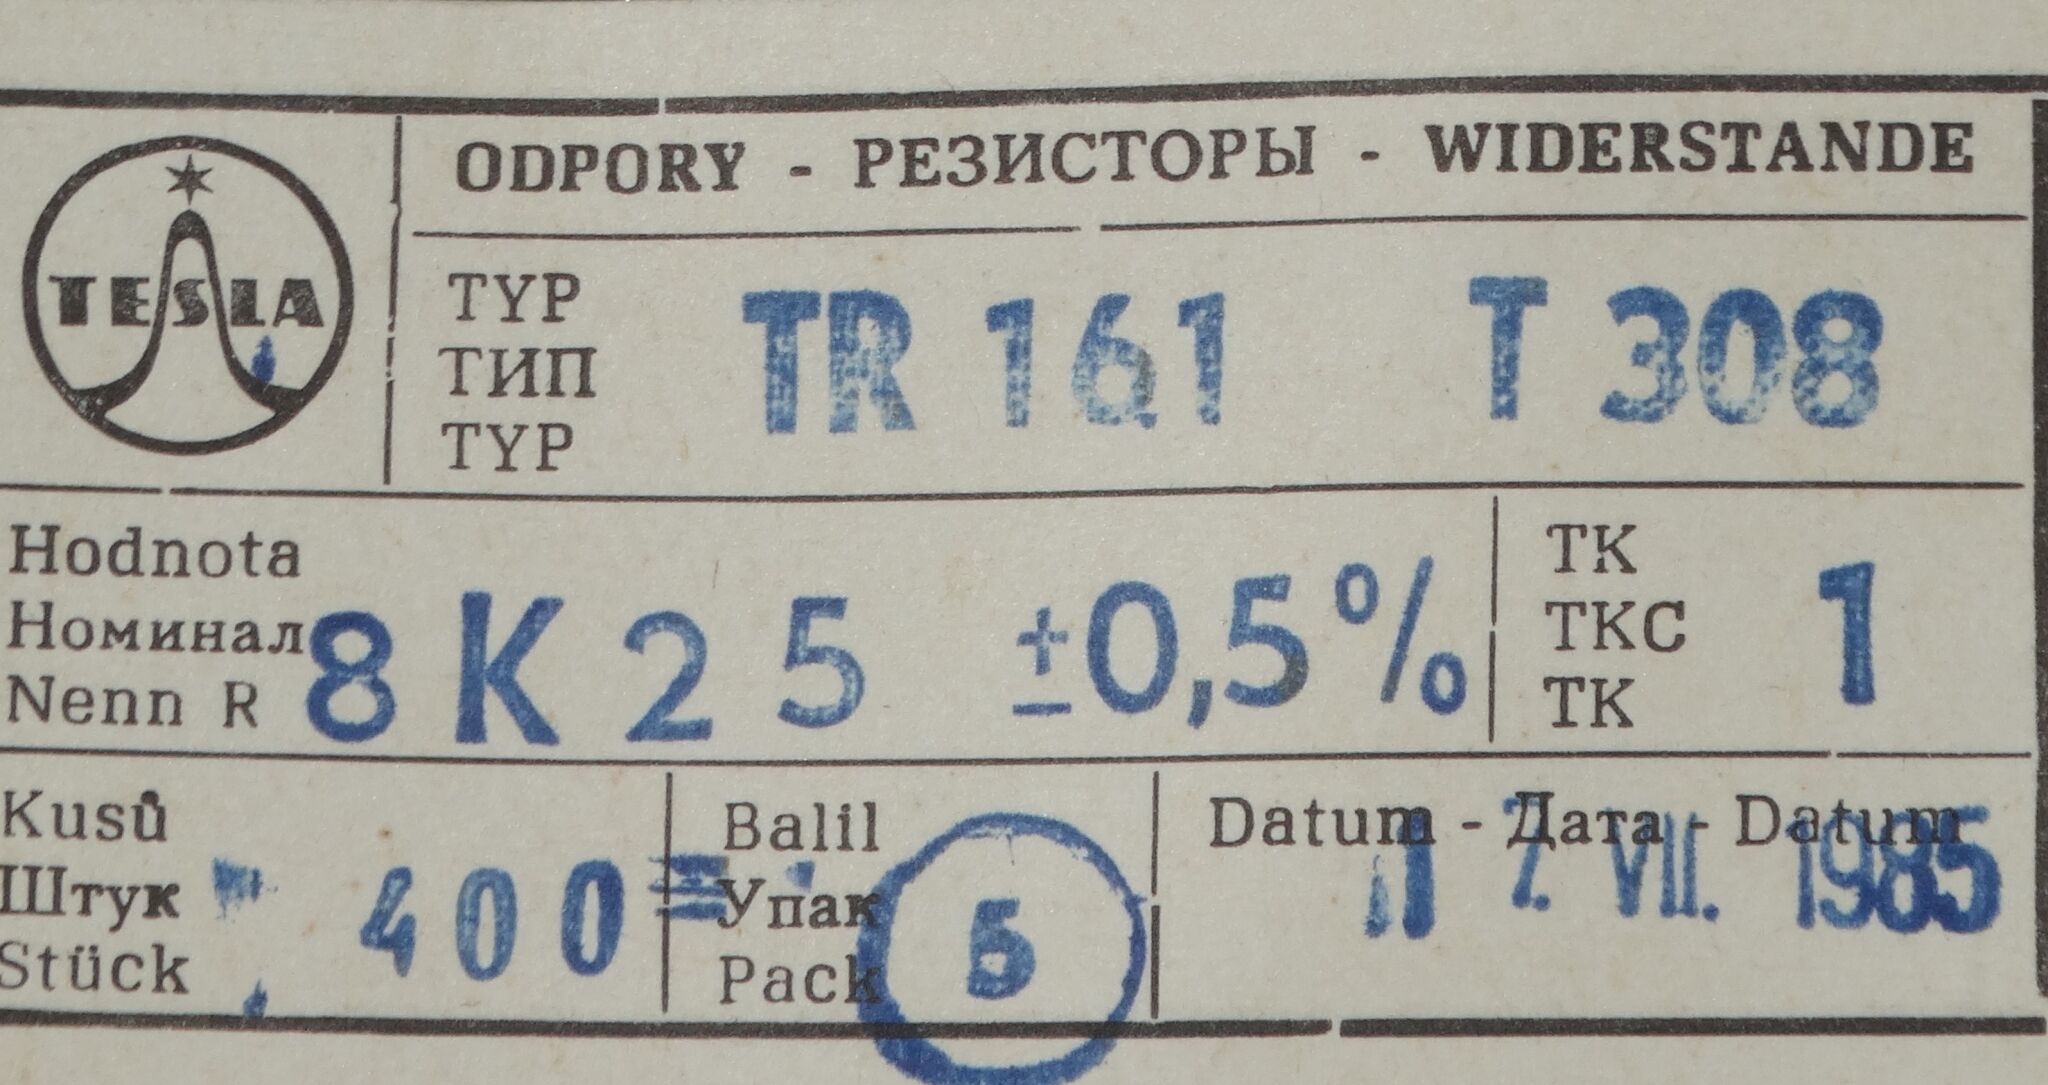 TESLA
ODPORY - РЕЗИСТОРЫ - WIDERSTANDE
TYP
ТИП
TYP
TR 161 T 308
Hodnota
Номинал
Nenn R
8K25 ±0,5%
TK
TKC
TK
1
Kusů
Штук
Stück
400=
Balil
Упак
Pack
5
Datum - Дата - Datum
VII. 1985